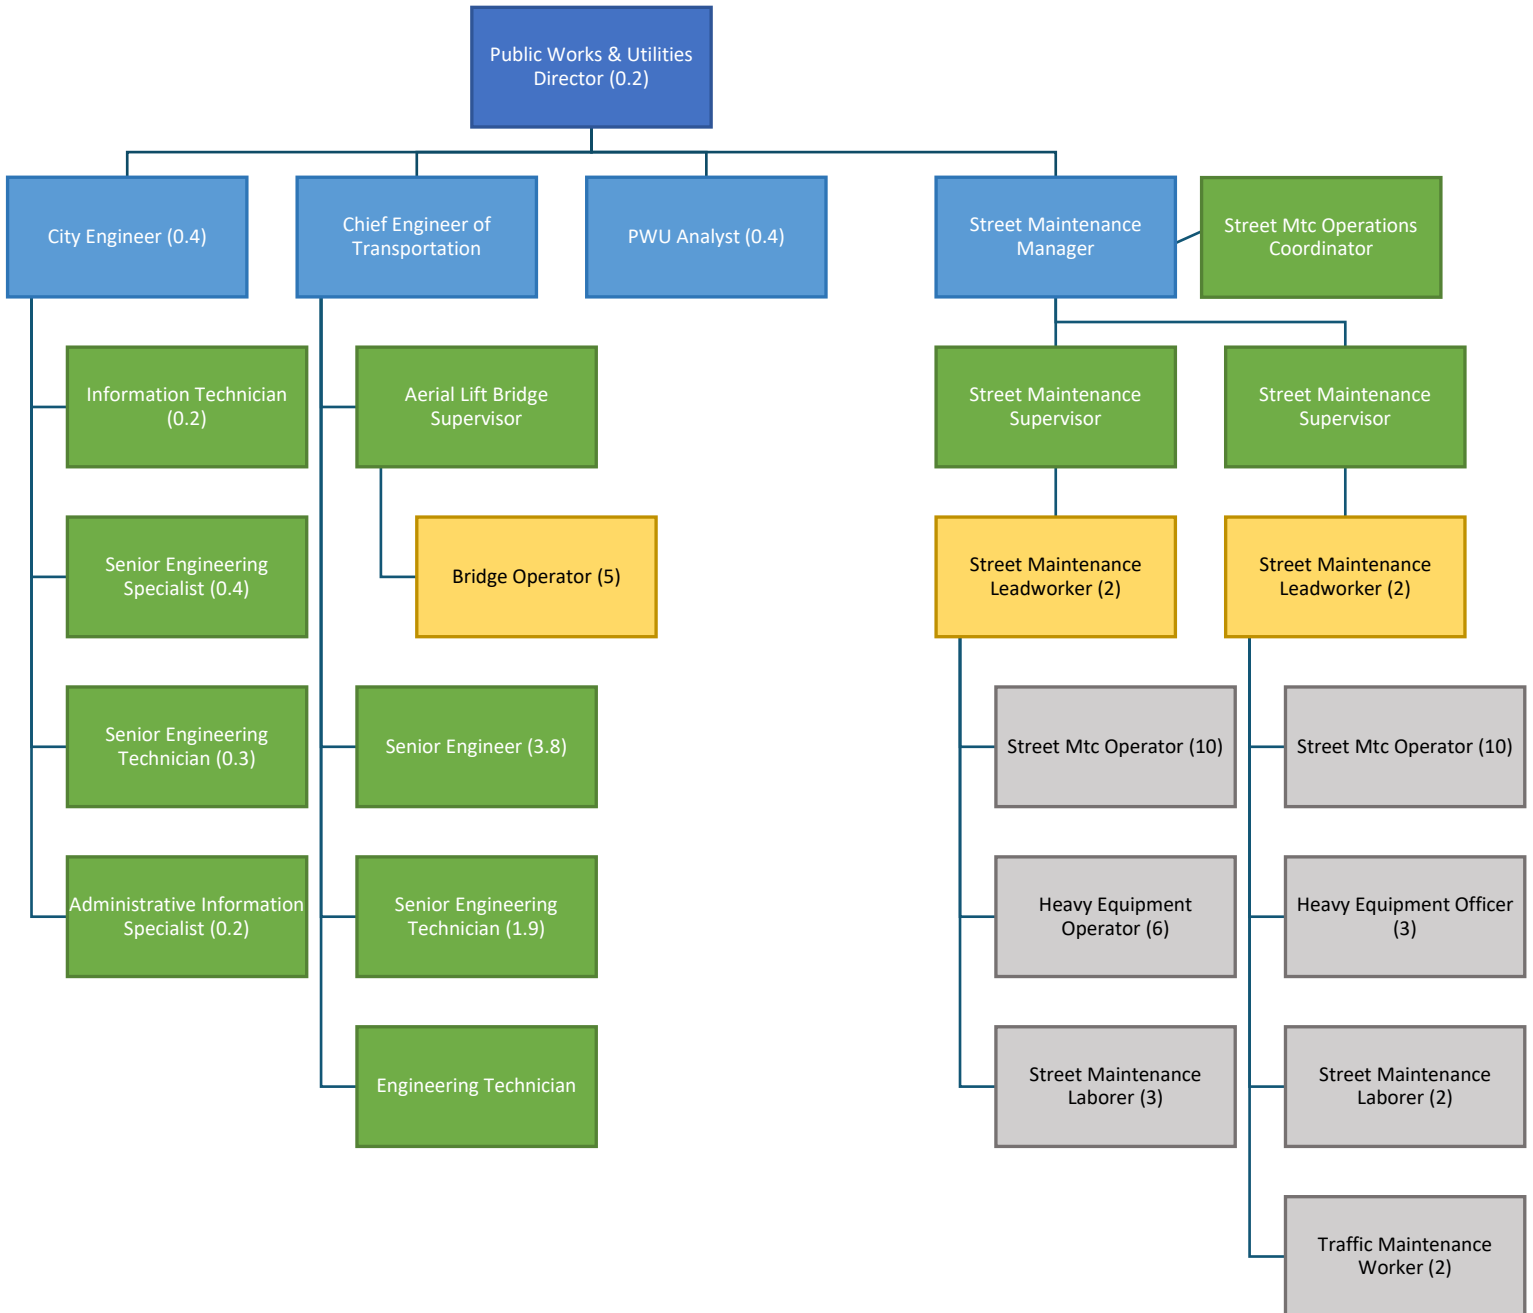 Public Works & Utilities
Director (0.2)
City Engineer (0.4)
Chief Engineer of
Transportation
PWU Analyst (0.4)
Street Maintenance
Manager
Street Mtc Operations
Coordinator
Information Technician
(0.2)
Aerial Lift Bridge
Supervisor
Street Maintenance
Supervisor
Street Maintenance
Supervisor
Senior Engineering
Specialist (0.4)
Bridge Operator (5)
Street Maintenance
Leadworker (2)
Street Maintenance
Leadworker (2)
Senior Engineering
Technician (0.3)
Senior Engineer (3.8)
Street Mtc Operator (10)
Street Mtc Operator (10)
Administrative Information
Specialist (0.2)
Senior Engineering
Technician (1.9)
Heavy Equipment
Operator (6)
Heavy Equipment Officer
(3)
Engineering Technician
Street Maintenance
Laborer (3)
Street Maintenance
Laborer (2)
Traffic Maintenance
Worker (2)